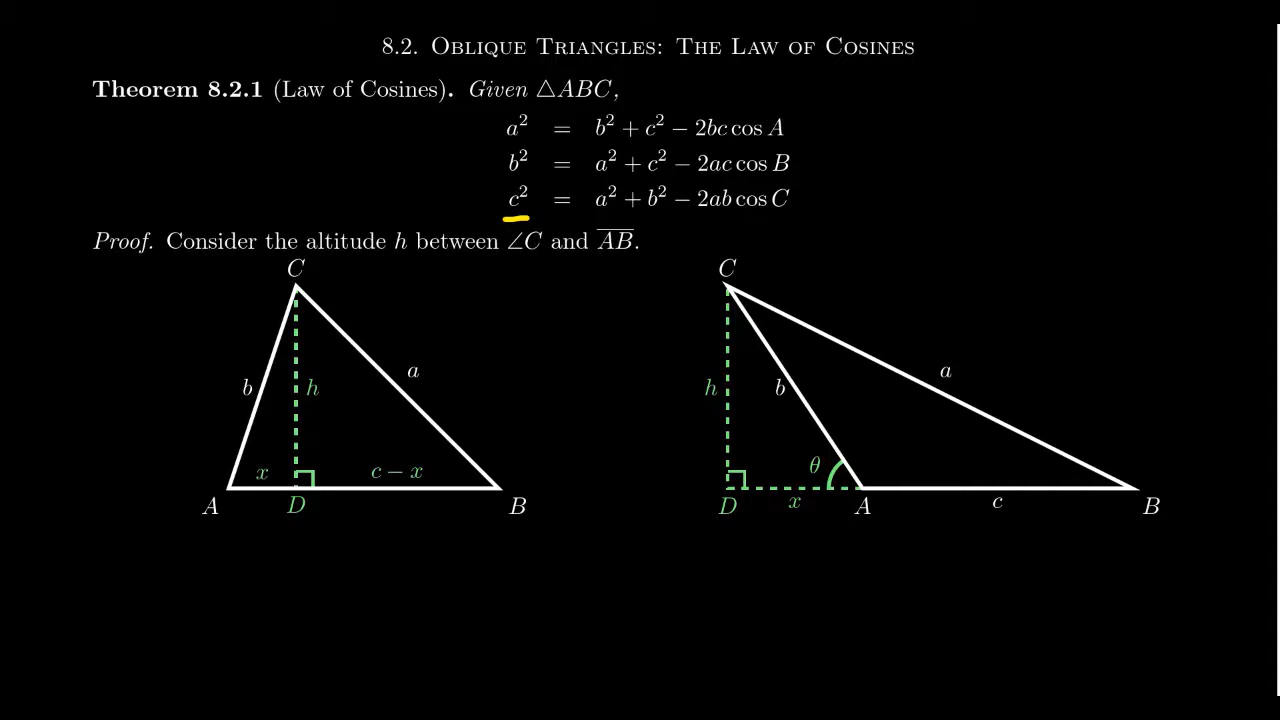 8.2. Oblique Triangles: The Law of Cosines
Theorem 8.2.1 (Law of Cosines). Given △ABC,
a² = b² + c² − 2bc cos A
b² = a² + c² − 2ac cos B
c² = a² + b² − 2ab cos C
Proof. Consider the altitude h between ∠C and A̅B̅.
C
b
h
a
x
c − x
A
D
B
C
h
b
a
θ
D
x
A
c
B